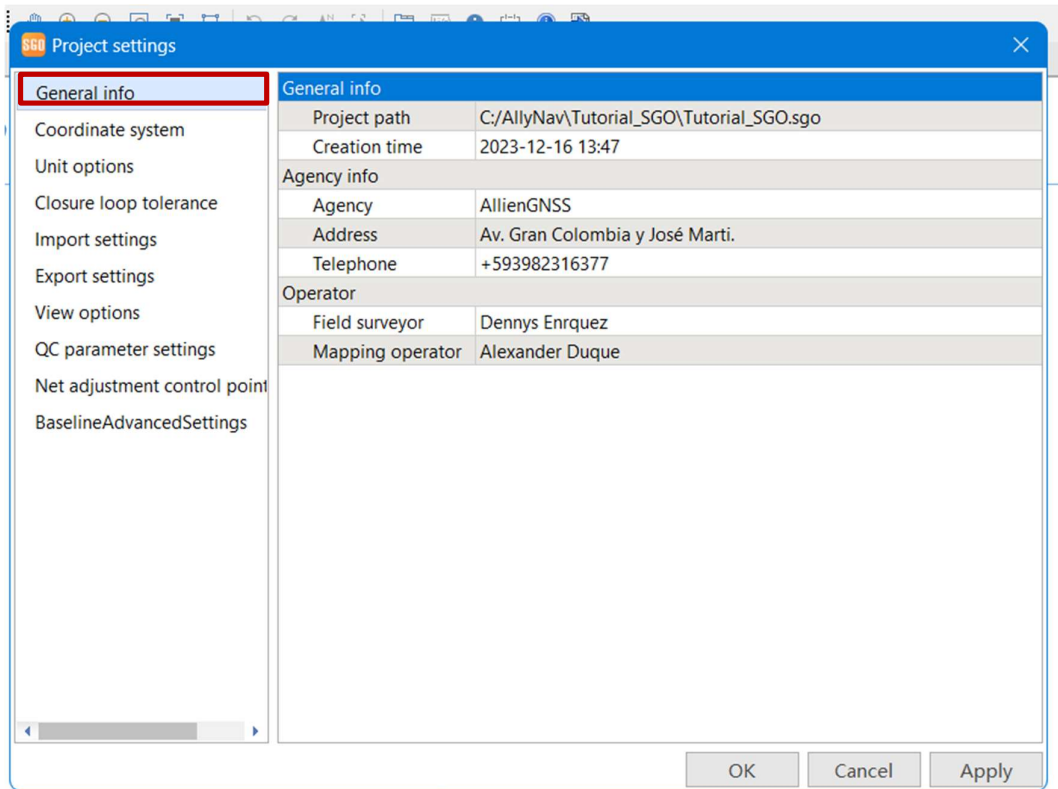 SGO Project settings
General info
Coordinate system
Unit options
Closure loop tolerance
Import settings
Export settings
View options
QC parameter settings
Net adjustment control point
BaselineAdvancedSettings
General info
Project path C:/AllyNav\Tutorial_SGO\Tutorial_SGO.sgo
Creation time 2023-12-16 13:47
Agency info
Agency AllienGNSS
Address Av. Gran Colombia y José Marti.
Telephone +593982316377
Operator
Field surveyor Dennys Enrquez
Mapping operator Alexander Duque
OK Cancel Apply